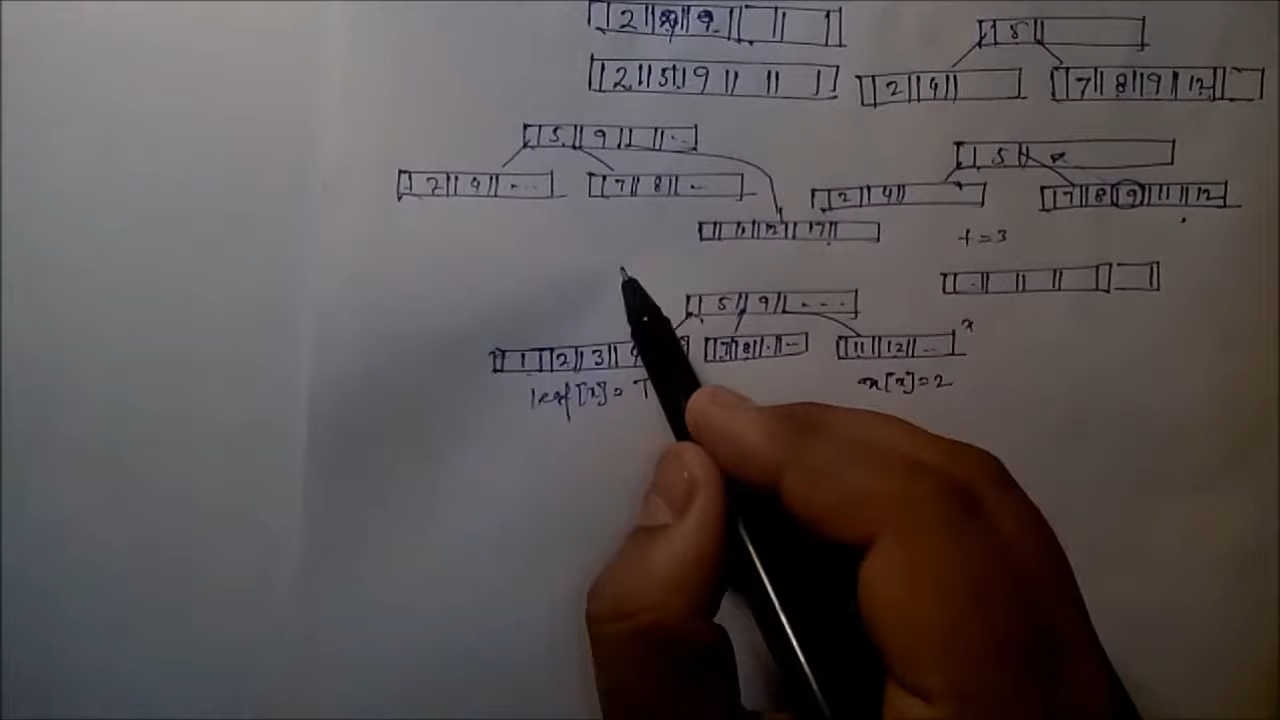 2 9
5
2 5 9
2 4
7 8 9 12
5 9 ..
5
2 4 ...
7 8 ..
2 4
7 8 9 11 12
11 12 17
t=3
5 9 ....
1 2 3
7 8 ...
11 12 ...
x
leaf[x]= T
n[x]=2